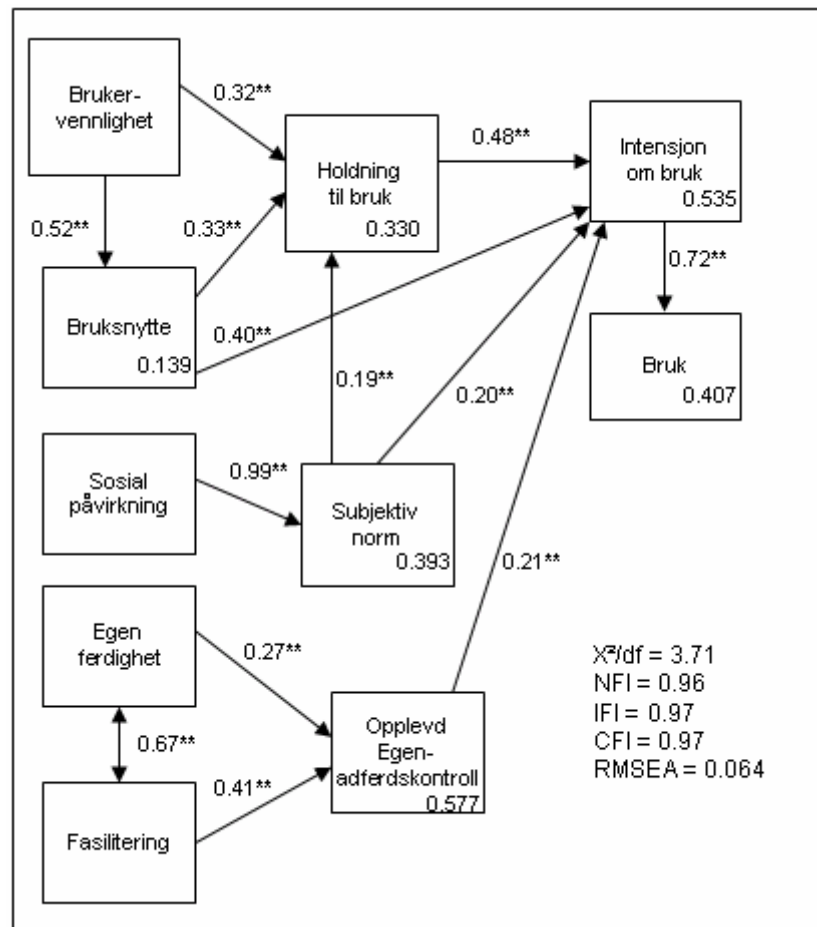 Bruker-
vennlighet
0.32**
0.52**
Holdning
til bruk
0.330
0.48**
Intensjon
om bruk
0.535
0.33**
Bruksnytte
0.139
0.40**
0.72**
Bruk
0.407
0.19**
0.20**
Sosial
påvirkning
0.99**
Subjektiv
norm
0.393
0.21**
Egen
ferdighet
0.27**
0.67**
Opplevd
Egen-
adferdskontroll
0.577
Fasilitering
0.41**
X²/df = 3.71
NFI = 0.96
IFI = 0.97
CFI = 0.97
RMSEA = 0.064